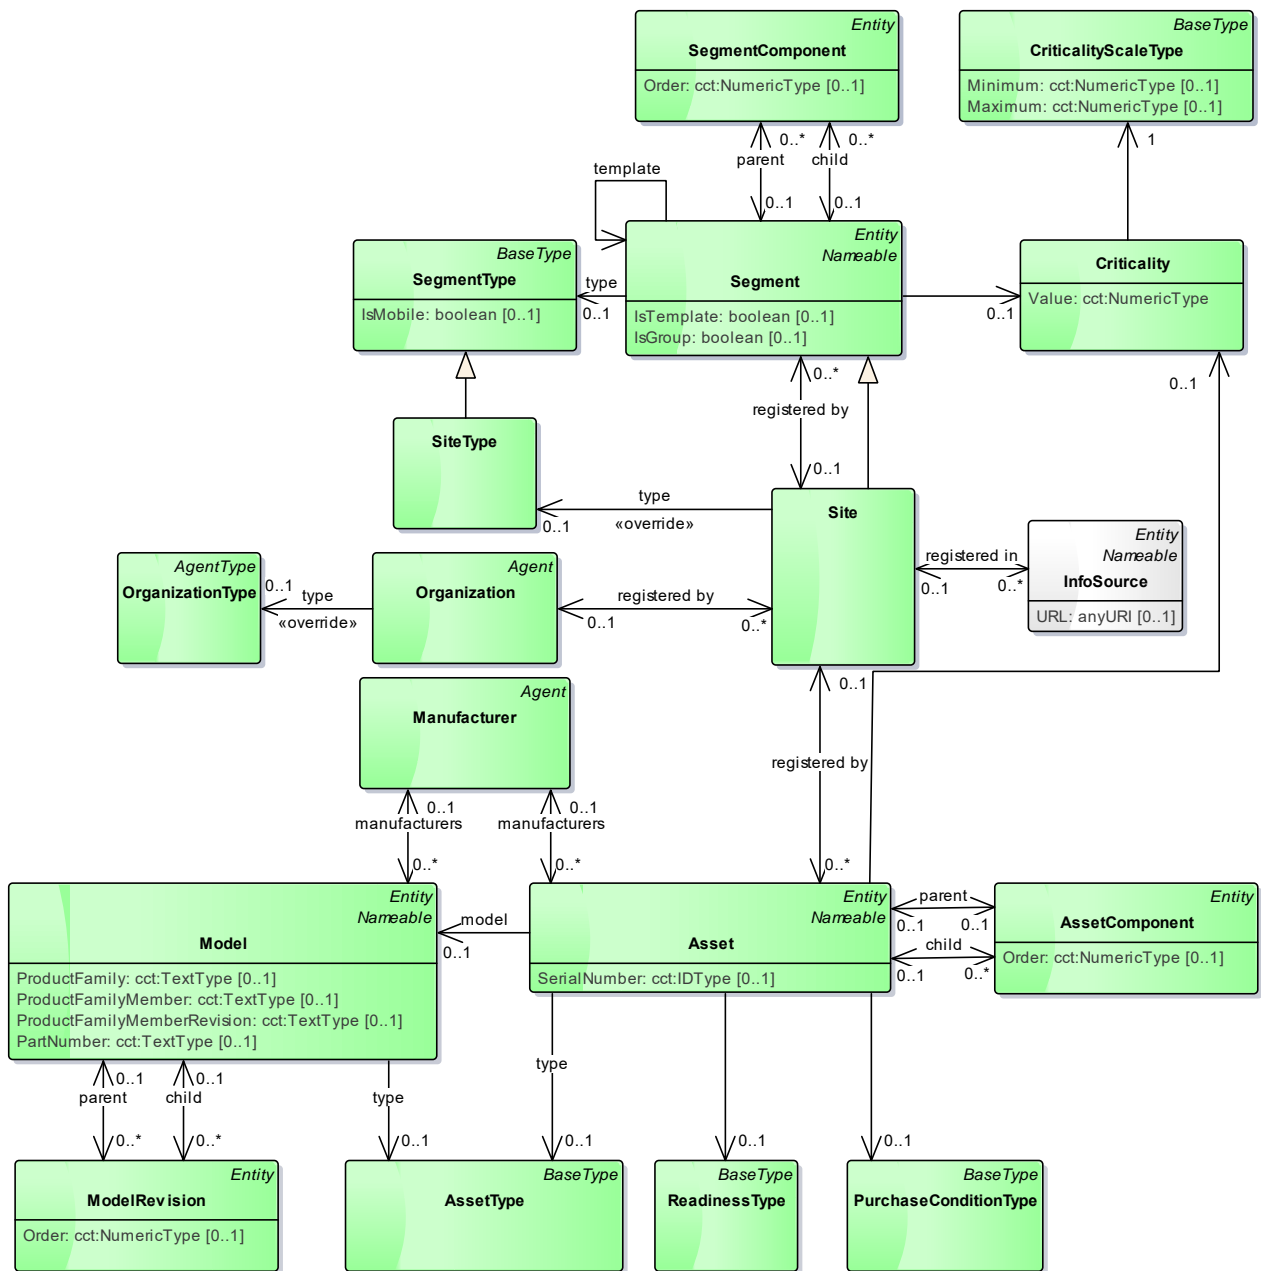 Entity
SegmentComponent
Order: cct:NumericType [0..1]
BaseType
CriticalityScaleType
Minimum: cct:NumericType [0..1]
Maximum: cct:NumericType [0..1]
0..*
0..*
1
parent
child
template
0..1
0..1
BaseType
SegmentType
IsMobile: boolean [0..1]
type
0..1
Entity
Nameable
Segment
IsTemplate: boolean [0..1]
IsGroup: boolean [0..1]
0..1
Criticality
Value: cct:NumericType
0..*
0..1
registered by
0..1
SiteType
type
0..1
«override»
Site
registered in
0..1
0..*
Entity
Nameable
InfoSource
URL: anyURI [0..1]
AgentType
OrganizationType
0..1
type
«override»
Agent
Organization
registered by
0..1
0..*
0..1
Agent
Manufacturer
registered by
0..1
manufacturers
0..1
manufacturers
0..*
0..*
0..*
Entity
Nameable
Model
ProductFamily: cct:TextType [0..1]
ProductFamilyMember: cct:TextType [0..1]
ProductFamilyMemberRevision: cct:TextType [0..1]
PartNumber: cct:TextType [0..1]
model
0..1
Entity
Nameable
Asset
SerialNumber: cct:IDType [0..1]
parent
0..1
0..1
child
0..1
0..*
Entity
AssetComponent
Order: cct:NumericType [0..1]
0..1
0..1
parent
child
type
type
0..*
0..*
0..1
0..1
0..1
0..1
Entity
ModelRevision
Order: cct:NumericType [0..1]
BaseType
AssetType
BaseType
ReadinessType
BaseType
PurchaseConditionType